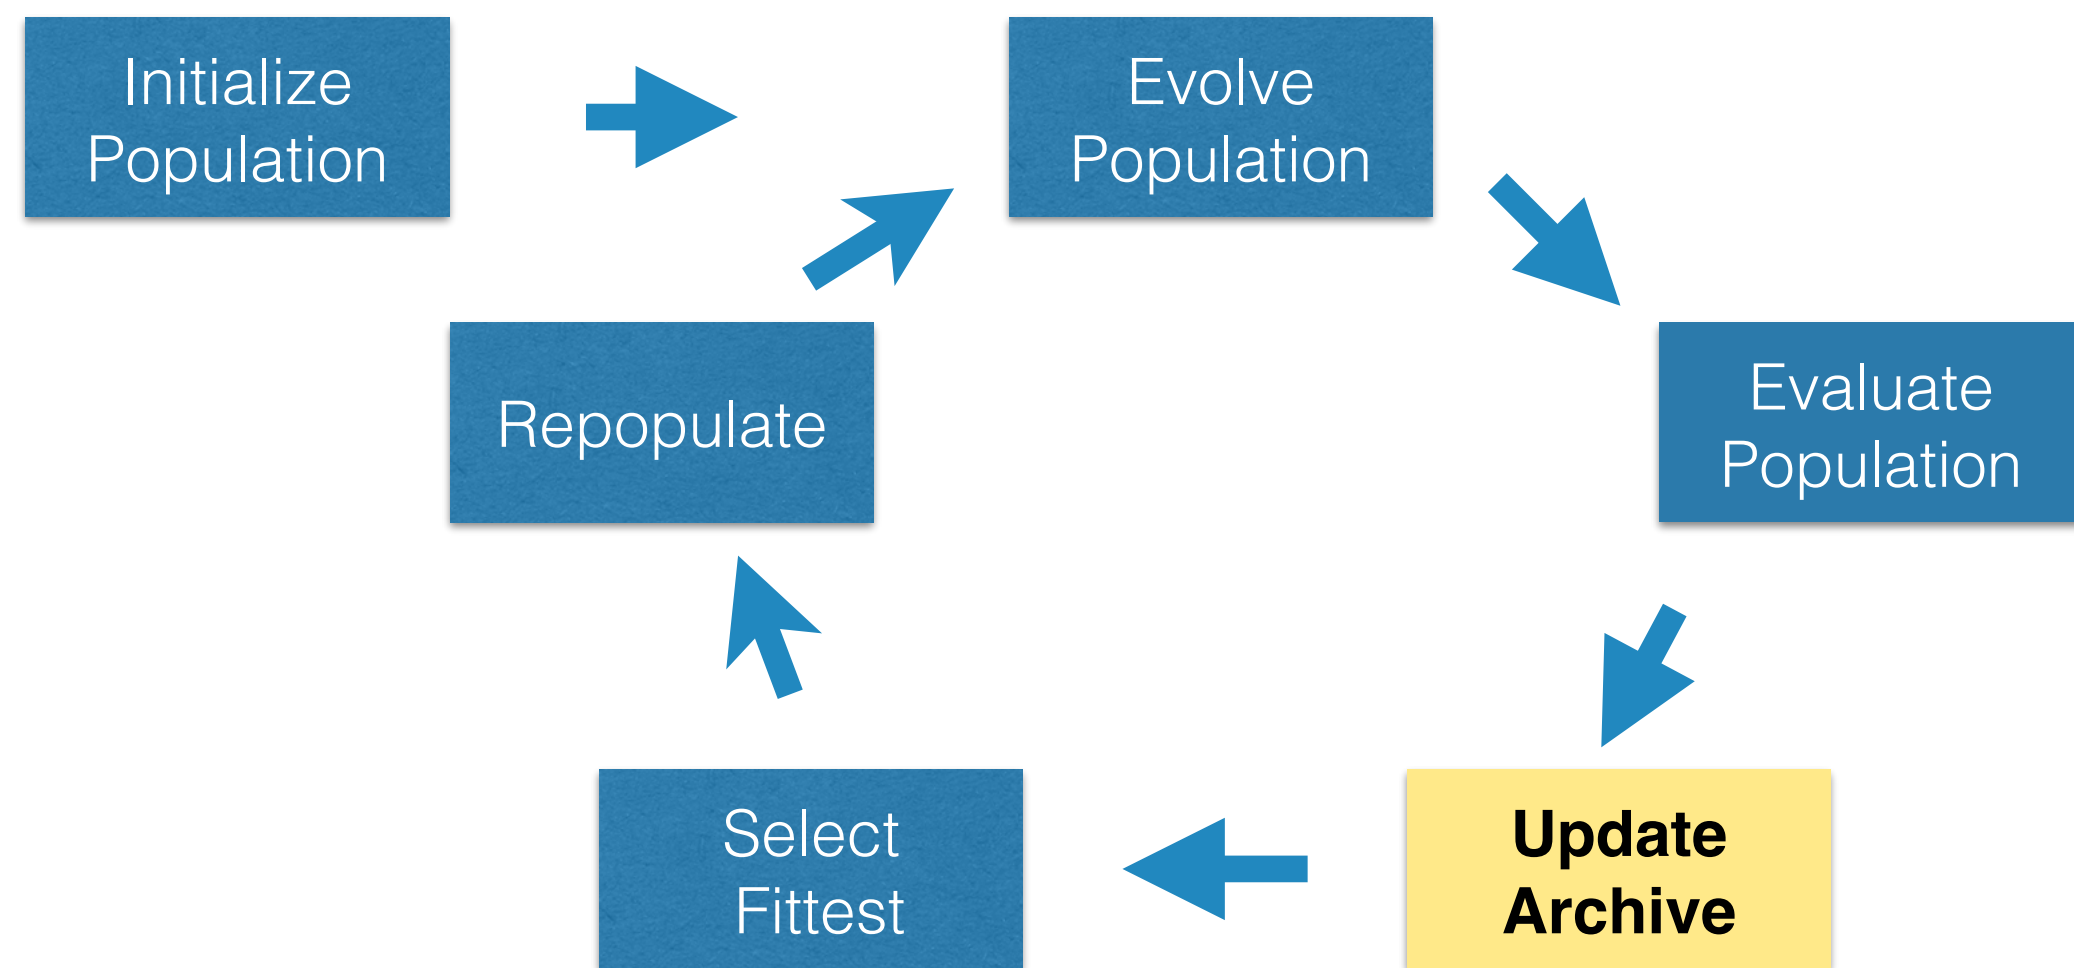 Initialize
Population
Evolve
Population
Repopulate
Evaluate
Population
Select
Fittest
Update
Archive